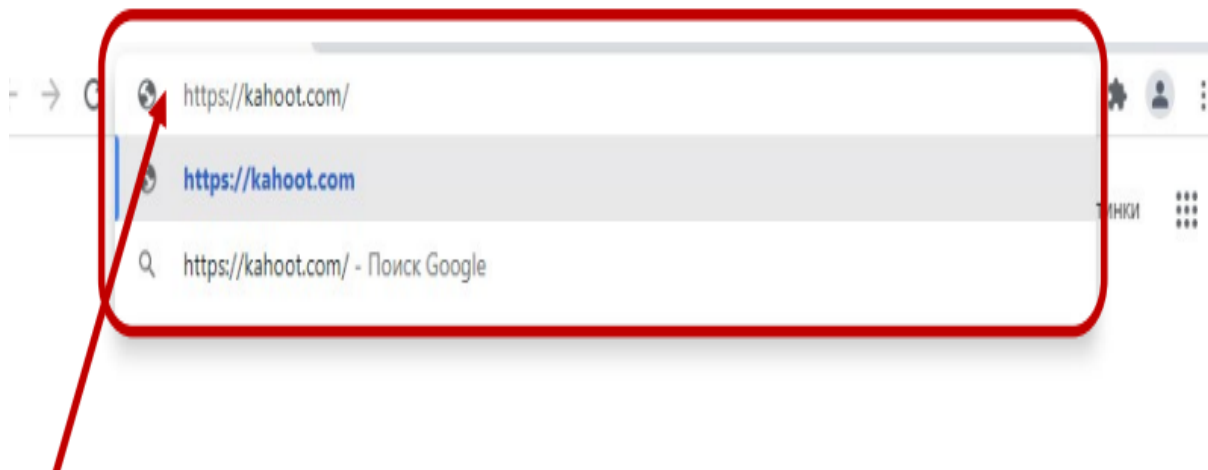 https://kahoot.com/
https://kahoot.com
тинки
https://kahoot.com/ - Поиск Google